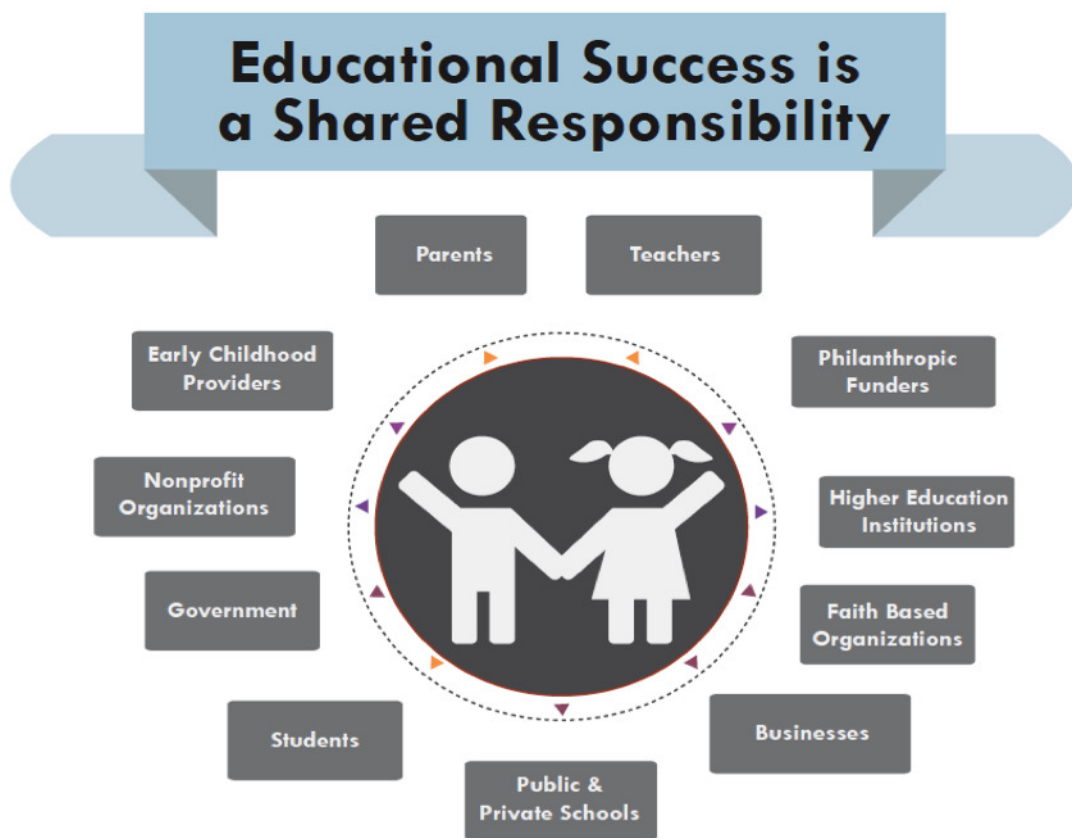 Educational Success is
a Shared Responsibility
Parents
Teachers
Early Childhood
Providers
Philanthropic
Funders
Nonprofit
Organizations
Higher Education
Institutions
Government
Faith Based
Organizations
Students
Businesses
Public &
Private Schools